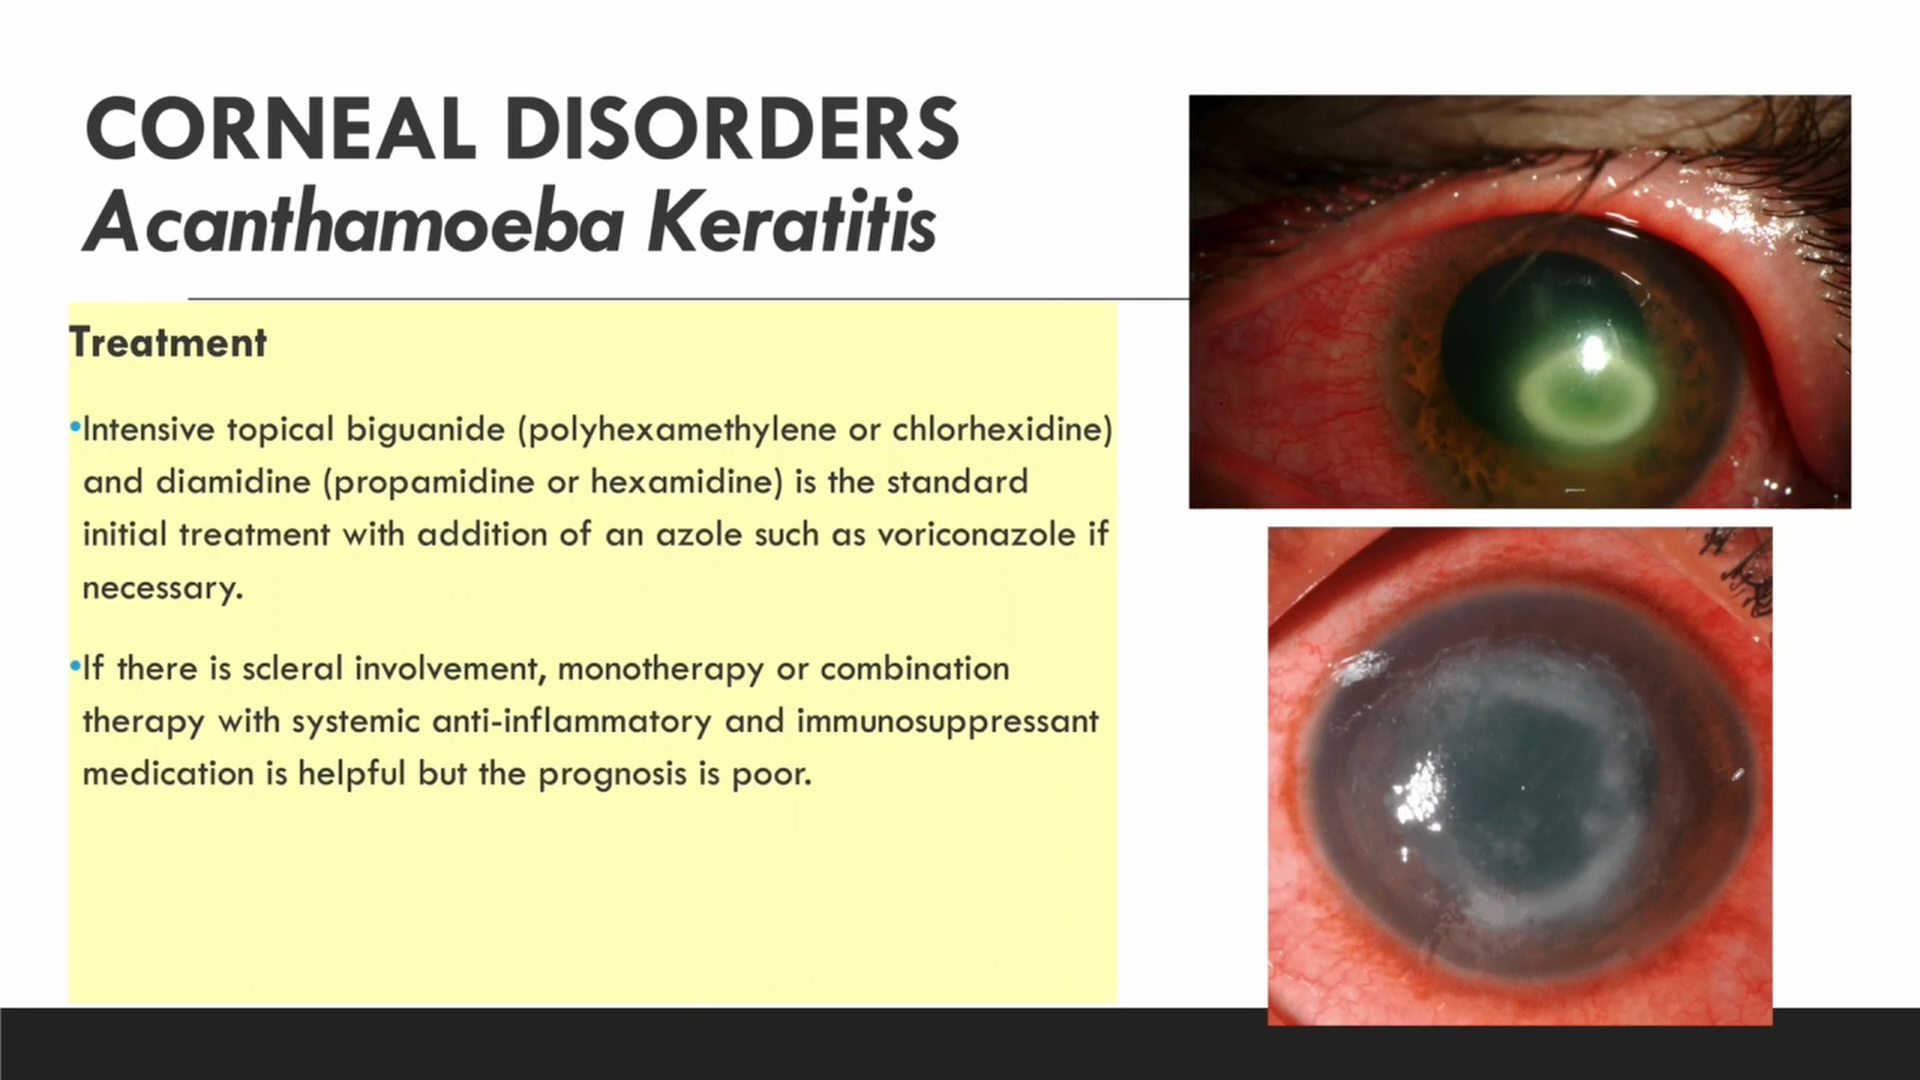 CORNEAL DISORDERS
Acanthamoeba Keratitis
Treatment
•Intensive topical biguanide (polyhexamethylene or chlorhexidine)
and diamidine (propamidine or hexamidine) is the standard
initial treatment with addition of an azole such as voriconazole if
necessary.
•If there is scleral involvement, monotherapy or combination
therapy with systemic anti-inflammatory and immunosuppressant
medication is helpful but the prognosis is poor.